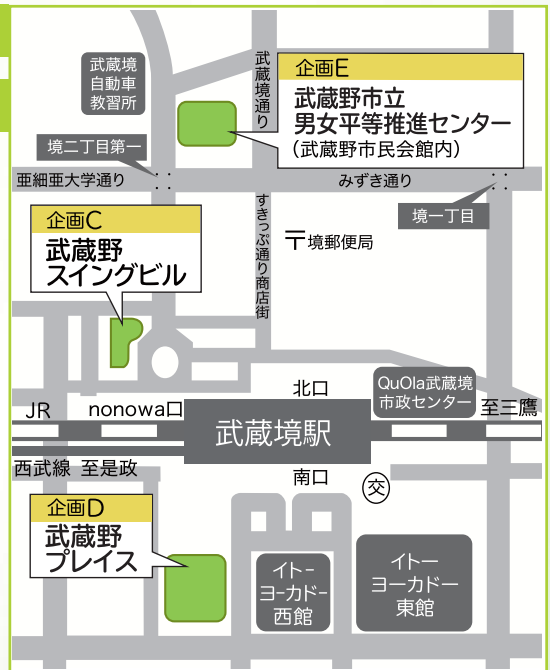 武蔵境
自動車
教習所
武蔵境通り
企画E
武蔵野市立
男女平等推進センター
（武蔵野市民会館内）
境二丁目第一
亜細亜大学通り
みずき通り
境一丁目
企画C
武蔵野
スイングビル
すきっぷ通り商店街
〒境郵便局
北口
QuOla武蔵境
市政センター
JR
nonowa口
武蔵境駅
至三鷹
西武線 至是政
南口
交
企画D
武蔵野
プレイス
イトー
ヨーカドー
西館
イトー
ヨーカドー
東館